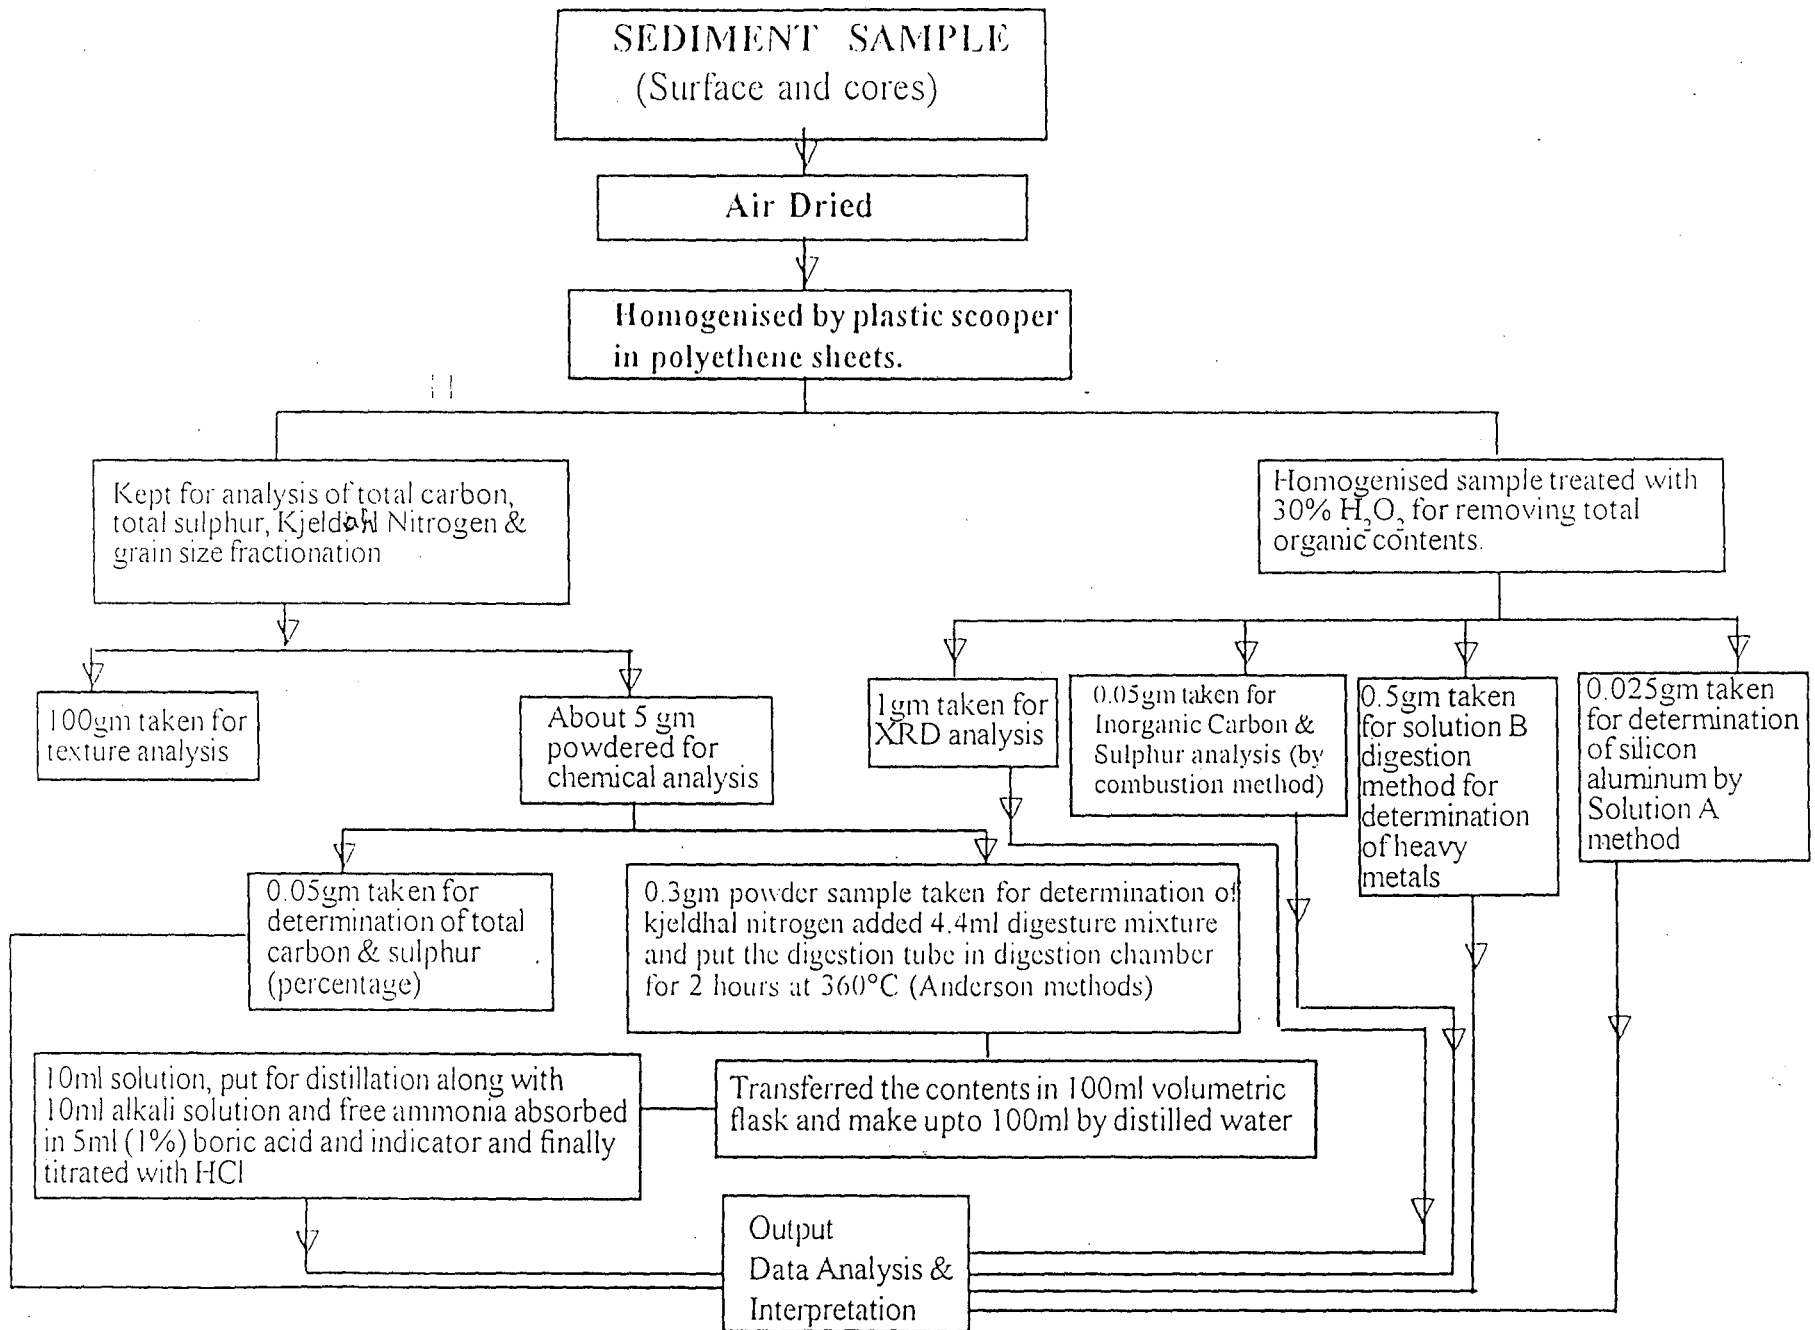 SEDIMENT SAMPLE
(Surface and cores)
Air Dried
Homogenised by plastic scooper
in polyethene sheets.
Kept for analysis of total carbon,
total sulphur, Kjeldahl Nitrogen &
grain size fractionation
Homogenised sample treated with
30% H₂O₂ for removing total
organic contents.
100gm taken for
texture analysis
About 5 gm
powdered for
chemical analysis
1gm taken for
XRD analysis
0.05gm taken for
Inorganic Carbon &
Sulphur analysis (by
combustion method)
0.5gm taken
for solution B
digestion
method for
determination
of heavy
metals
0.025gm taken
for determination
of silicon
aluminum by
Solution A
method
0.05gm taken for
determination of total
carbon & sulphur
(percentage)
0.3gm powder sample taken for determination of
kjeldhal nitrogen added 4.4ml digesture mixture
and put the digestion tube in digestion chamber
for 2 hours at 360°C (Anderson methods)
10ml solution, put for distillation along with
10ml alkali solution and free ammonia absorbed
in 5ml (1%) boric acid and indicator and finally
titrated with HCl
Transferred the contents in 100ml volumetric
flask and make upto 100ml by distilled water
Output
Data Analysis &
Interpretation